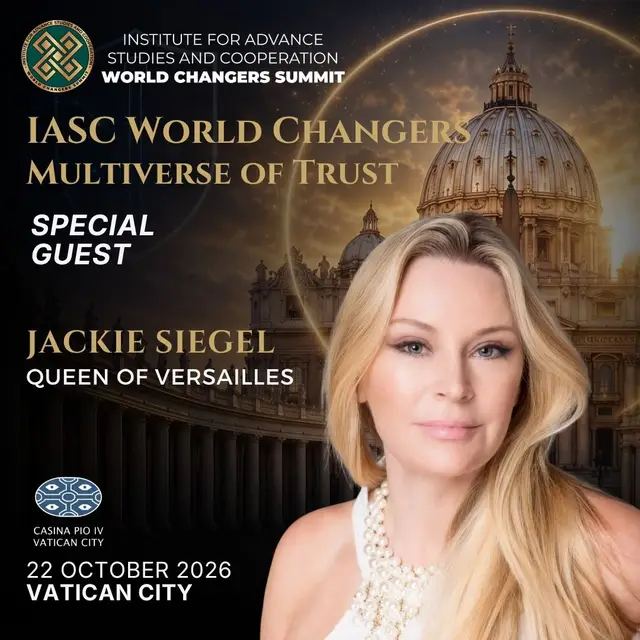 INSTITUTE FOR ADVANCE
STUDIES AND COOPERATION
WORLD CHANGERS SUMMIT
IASC WORLD CHANGERS
MULTIVERSE OF TRUST
SPECIAL
GUEST
JACKIE SIEGEL
QUEEN OF VERSAILLES
CASINA PIO IV
VATICAN CITY
22 OCTOBER 2026
VATICAN CITY